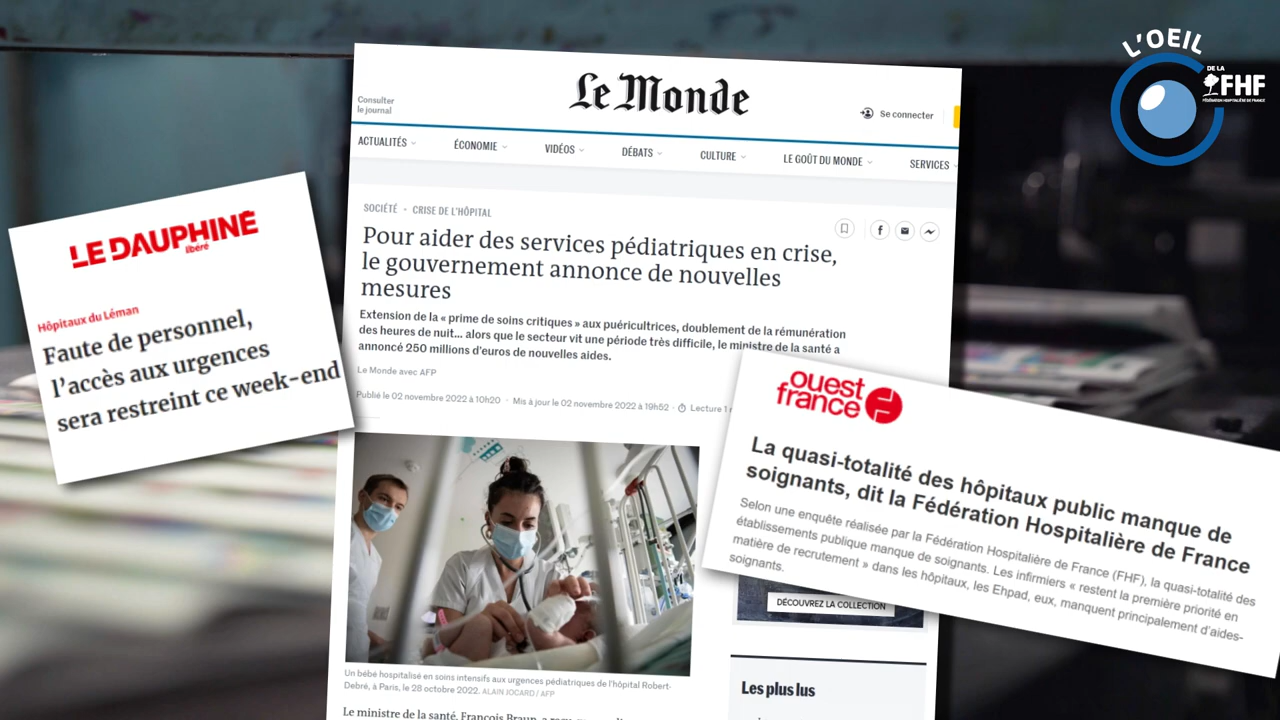 L'OEIL
DE LA
FHF
FÉDÉRATION HOSPITALIÈRE DE FRANCE
LE DAUPHINÉ
libéré
Hôpitaux du Léman
Faute de personnel,
l'accès aux urgences
sera restreint ce week-end
Consulter
le journal
Le Monde
Se connecter
ACTUALITÉS
ÉCONOMIE
VIDÉOS
DÉBATS
CULTURE
LE GOÛT DU MONDE
SERVICES
SOCIÉTÉ • CRISE DE L'HÔPITAL
Pour aider des services pédiatriques en crise,
le gouvernement annonce de nouvelles
mesures
Extension de la « prime de soins critiques » aux puéricultrices, doublement de la rémunération
des heures de nuit... alors que le secteur vit une période très difficile, le ministre de la santé a
annoncé 250 millions d'euros de nouvelles aides.
Le Monde avec AFP
Publié le 02 novembre 2022 à 10h20 • Mis à jour le 02 novembre 2022 à 19h52 • Lecture 1
Un bébé hospitalisé en soins intensifs aux urgences pédiatriques de l'hôpital Robert-
Debré, à Paris, le 28 octobre 2022. ALAIN JOCARD / AFP
Le ministre de la santé, François Braun, a
ouest
france
La quasi-totalité des hôpitaux public manque de
soignants, dit la Fédération Hospitalière de France
Selon une enquête réalisée par la Fédération Hospitalière de France (FHF), la quasi-totalité des
établissements publique manque de soignants. Les infirmiers « restent la première priorité en
matière de recrutement » dans les hôpitaux, les Ehpad, eux, manquent principalement d'aides-
soignants.
DÉCOUVREZ LA COLLECTION
Les plus lus